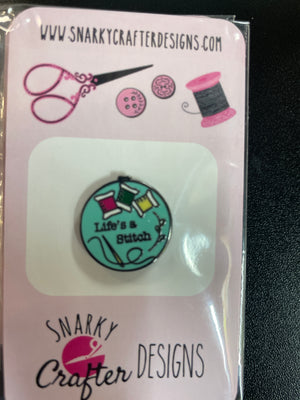 WWW.SNARKYCRAFTERDESIGNS.COM
Life's a
Stitch
SNARKY
Crafter DESIGNS